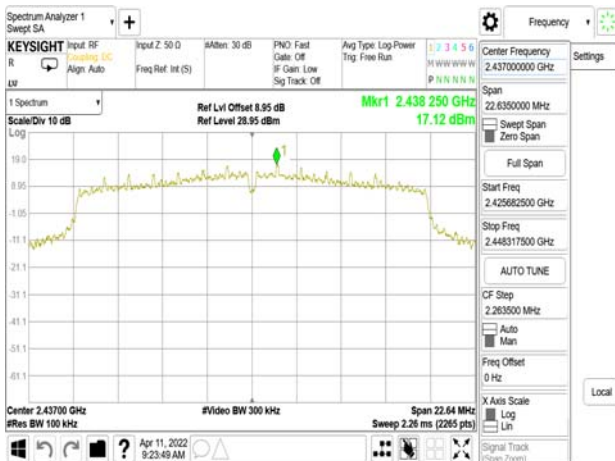 Spectrum Analyzer 1
Swept SA
+
Frequency
KEYSIGHT
Input: RF
Coupling: DC
Align: Auto
Input Z: 50 Ω
Freq Ref: Int (S)
#Atten: 30 dB
PNO: Fast
Gate: Off
IF Gain: Low
Sig Track: Off
Avg Type: Log-Power
Trig: Free Run
1 2 3 4 5 6
M W W W W W
P N N N N N
R
1 Spectrum
Scale/Div 10 dB
Log
Ref Lvl Offset 8.95 dB
Ref Level 28.95 dBm
Mkr1 2.438 250 GHz
17.12 dBm
1
19.0
8.95
-1.05
-11.1
-21.1
-31.1
-41.1
-51.1
-61.1
Center 2.43700 GHz
#Res BW 100 kHz
#Video BW 300 kHz
Span 22.64 MHz
Sweep 2.26 ms (2265 pts)
?
Apr 11, 2022
9:23:49 AM
Center Frequency
2.437000000 GHz
Settings
Span
22.6350000 MHz
Swept Span
Zero Span
Full Span
Start Freq
2.425682500 GHz
Stop Freq
2.448317500 GHz
AUTO TUNE
CF Step
2.263500 MHz
Auto
Man
Freq Offset
0 Hz
X Axis Scale
Log
Lin
Local
Signal Track
(Span Zoom)